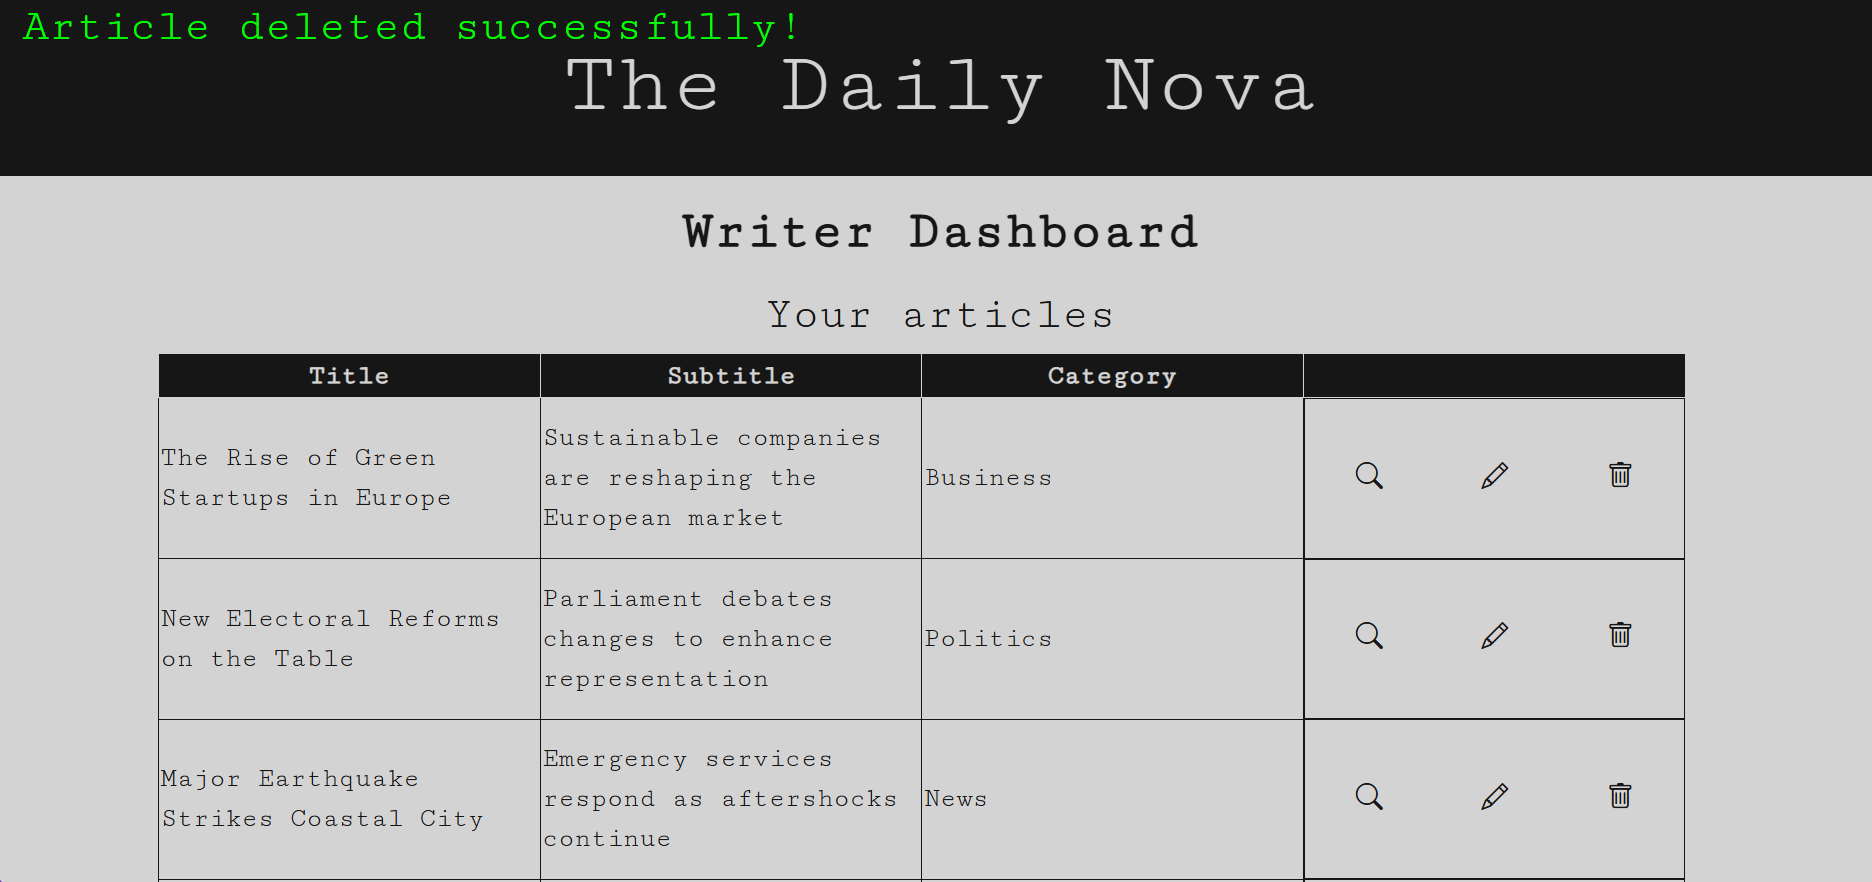 Article deleted successfully!
The Daily Nova
Writer Dashboard
Your articles
Title
Subtitle
Category
The Rise of Green
Startups in Europe
Sustainable companies
are reshaping the
European market
Business
New Electoral Reforms
on the Table
Parliament debates
changes to enhance
representation
Politics
Major Earthquake
Strikes Coastal City
Emergency services
respond as aftershocks
continue
News